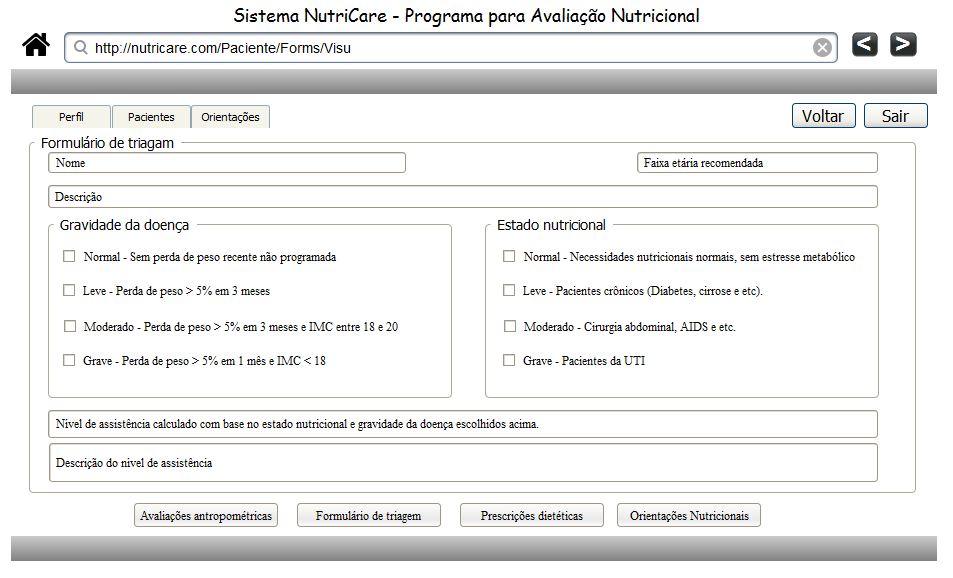 Sistema NutriCare - Programa para Avaliação Nutricional
http://nutricare.com/Paciente/Forms/Visu
< >
Perfil Pacientes Orientações Voltar Sair
Formulário de triagam
Nome Faixa etária recomendada
Descrição
Gravidade da doença Estado nutricional
Normal - Sem perda de peso recente não programada Normal - Necessidades nutricionais normais, sem estresse metabólico
Leve - Perda de peso > 5% em 3 meses Leve - Pacientes crônicos (Diabetes, cirrose e etc).
Moderado - Perda de peso > 5% em 3 meses e IMC entre 18 e 20 Moderado - Cirurgia abdominal, AIDS e etc.
Grave - Perda de peso > 5% em 1 mês e IMC < 18 Grave - Pacientes da UTI
Nivel de assistência calculado com base no estado nutricional e gravidade da doença escolhidos acima.
Descrição do nivel de assistência
Avaliações antropométricas Formulário de triagem Prescrições dietéticas Orientações Nutricionais